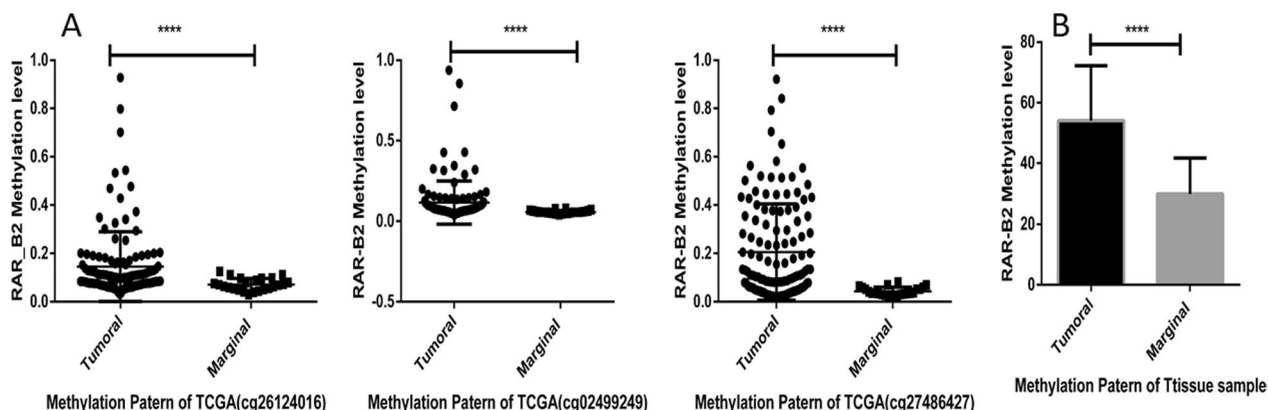 A
B
****
RAR_B2 Methylation level
1.0
0.8
0.6
0.4
0.2
0.0
Tumoral
Marginal
Methylation Patern of TCGA(cg26124016)
****
RAR-B2 Methylation level
1.0
0.5
0.0
-0.5
Tumoral
Marginal
Methylation Patern of TCGA(cg02499249)
****
RAR-B2 Methylation level
1.0
0.8
0.6
0.4
0.2
0.0
Tumoral
Marginal
Methylation Patern of TCGA(cg27486427)
****
RAR-B2 Methylation level
80
60
40
20
0
Tumoral
Marginal
Methylation Patern of Ttissue sample